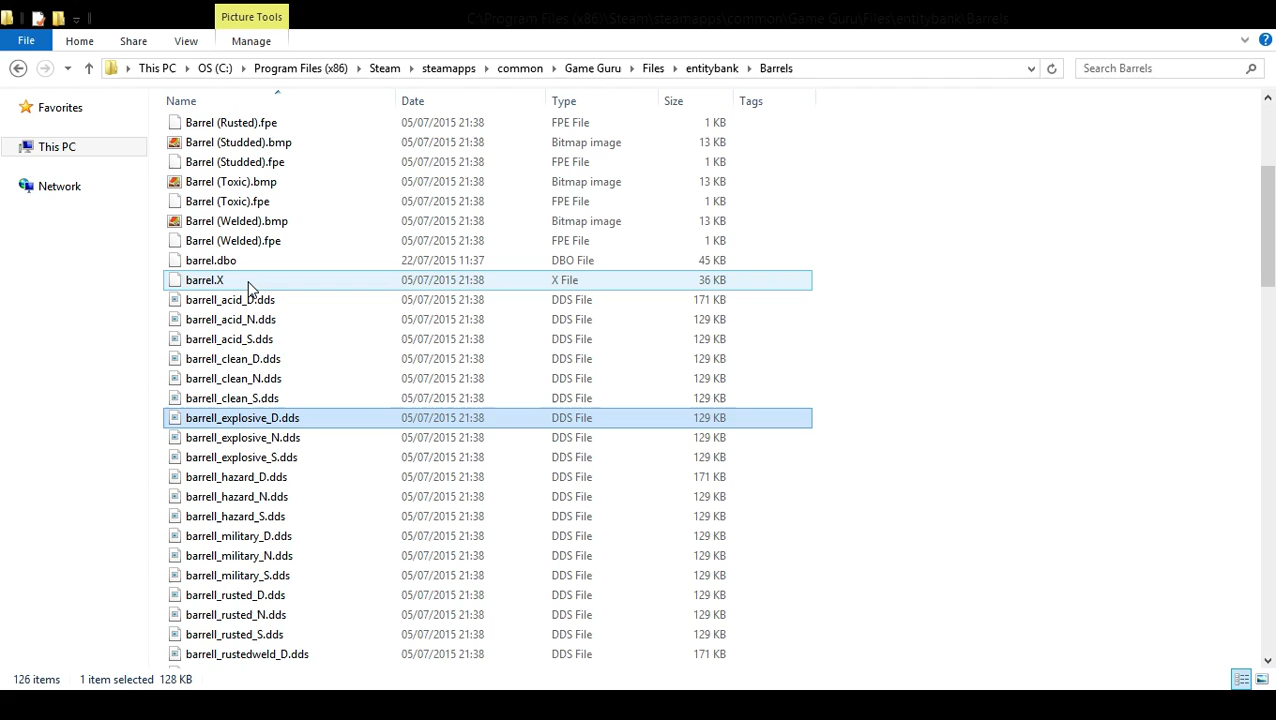 Picture Tools
C:\Program Files (x86)\Steam\steamapps\common\Game Guru\Files\entitybank\Barrels
File Home Share View Manage
This PC OS (C:) Program Files (x86) Steam steamapps common Game Guru Files entitybank Barrels Search Barrels
Name Date Type Size Tags
Favorites
This PC
Network
Barrel (Rusted).fpe 05/07/2015 21:38 FPE File 1 KB
Barrel (Studded).bmp 05/07/2015 21:38 Bitmap image 13 KB
Barrel (Studded).fpe 05/07/2015 21:38 FPE File 1 KB
Barrel (Toxic).bmp 05/07/2015 21:38 Bitmap image 13 KB
Barrel (Toxic).fpe 05/07/2015 21:38 FPE File 1 KB
Barrel (Welded).bmp 05/07/2015 21:38 Bitmap image 13 KB
Barrel (Welded).fpe 05/07/2015 21:38 FPE File 1 KB
barrel.dbo 22/07/2015 11:37 DBO File 45 KB
barrel.X 05/07/2015 21:38 X File 36 KB
barrell_acid_D.dds 05/07/2015 21:38 DDS File 171 KB
barrell_acid_N.dds 05/07/2015 21:38 DDS File 129 KB
barrell_acid_S.dds 05/07/2015 21:38 DDS File 129 KB
barrell_clean_D.dds 05/07/2015 21:38 DDS File 129 KB
barrell_clean_N.dds 05/07/2015 21:38 DDS File 129 KB
barrell_clean_S.dds 05/07/2015 21:38 DDS File 129 KB
barrell_explosive_D.dds 05/07/2015 21:38 DDS File 129 KB
barrell_explosive_N.dds 05/07/2015 21:38 DDS File 129 KB
barrell_explosive_S.dds 05/07/2015 21:38 DDS File 129 KB
barrell_hazard_D.dds 05/07/2015 21:38 DDS File 171 KB
barrell_hazard_N.dds 05/07/2015 21:38 DDS File 129 KB
barrell_hazard_S.dds 05/07/2015 21:38 DDS File 129 KB
barrell_military_D.dds 05/07/2015 21:38 DDS File 129 KB
barrell_military_N.dds 05/07/2015 21:38 DDS File 129 KB
barrell_military_S.dds 05/07/2015 21:38 DDS File 129 KB
barrell_rusted_D.dds 05/07/2015 21:38 DDS File 129 KB
barrell_rusted_N.dds 05/07/2015 21:38 DDS File 129 KB
barrell_rusted_S.dds 05/07/2015 21:38 DDS File 129 KB
barrell_rustedweld_D.dds 05/07/2015 21:38 DDS File 171 KB
126 items 1 item selected 128 KB